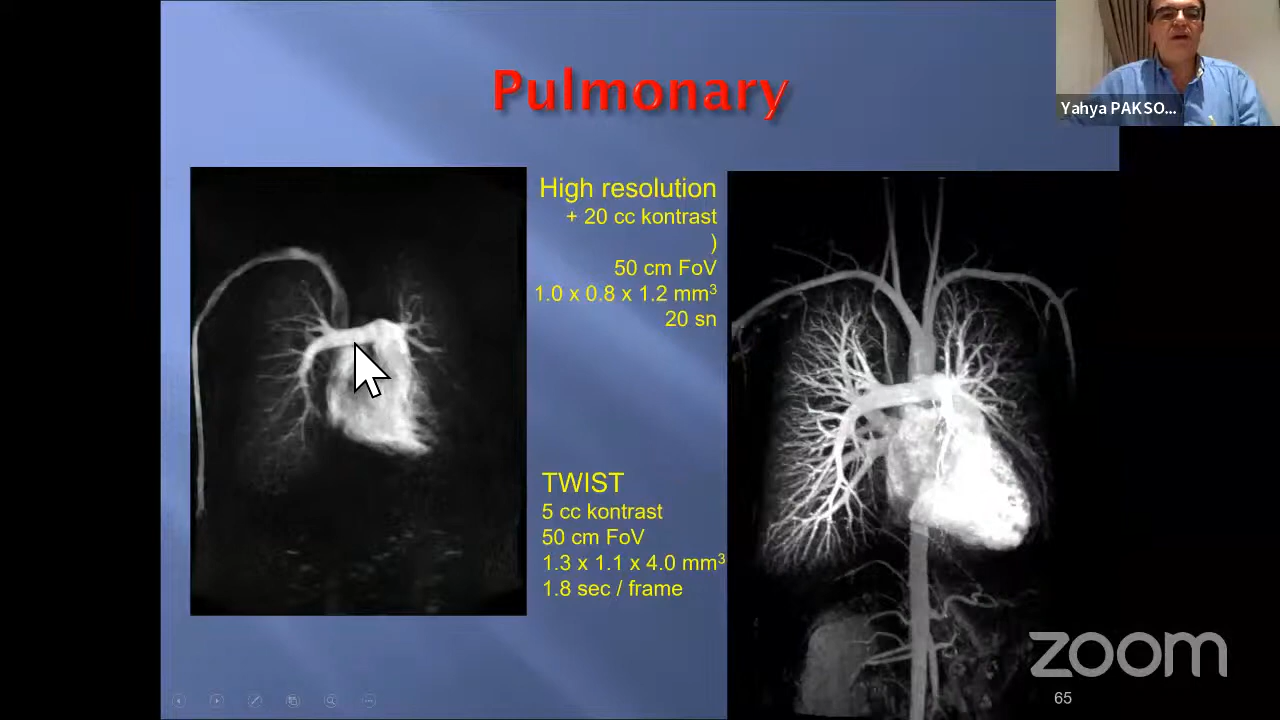 Pulmonary
Yahya PAKSO...
High resolution
+ 20 cc kontrast
)
50 cm FoV
1.0 x 0.8 x 1.2 mm³
20 sn
TWIST
5 cc kontrast
50 cm FoV
1.3 x 1.1 x 4.0 mm³
1.8 sec / frame
zoom
65